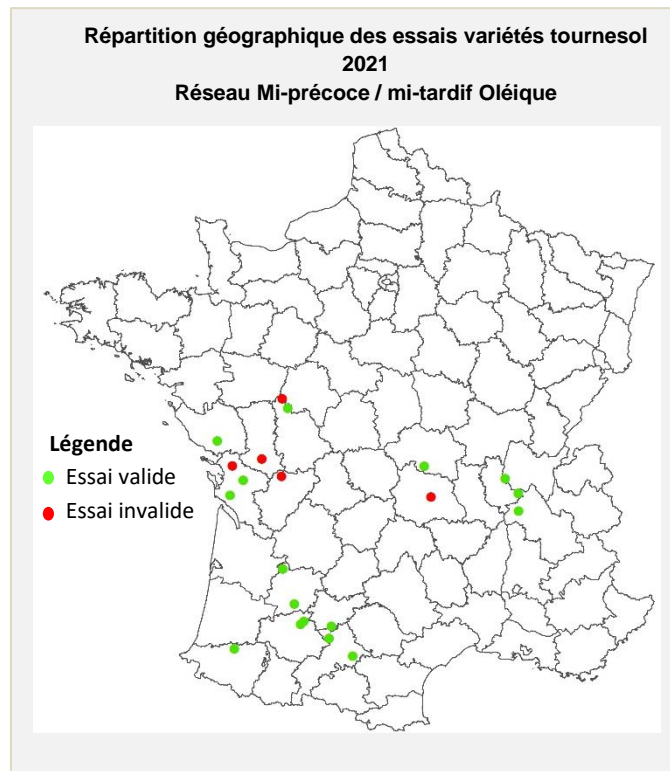 Répartition géographique des essais variétés tournesol
2021
Réseau Mi-précoce / mi-tardif Oléique
Légende
Essai valide
Essai invalide